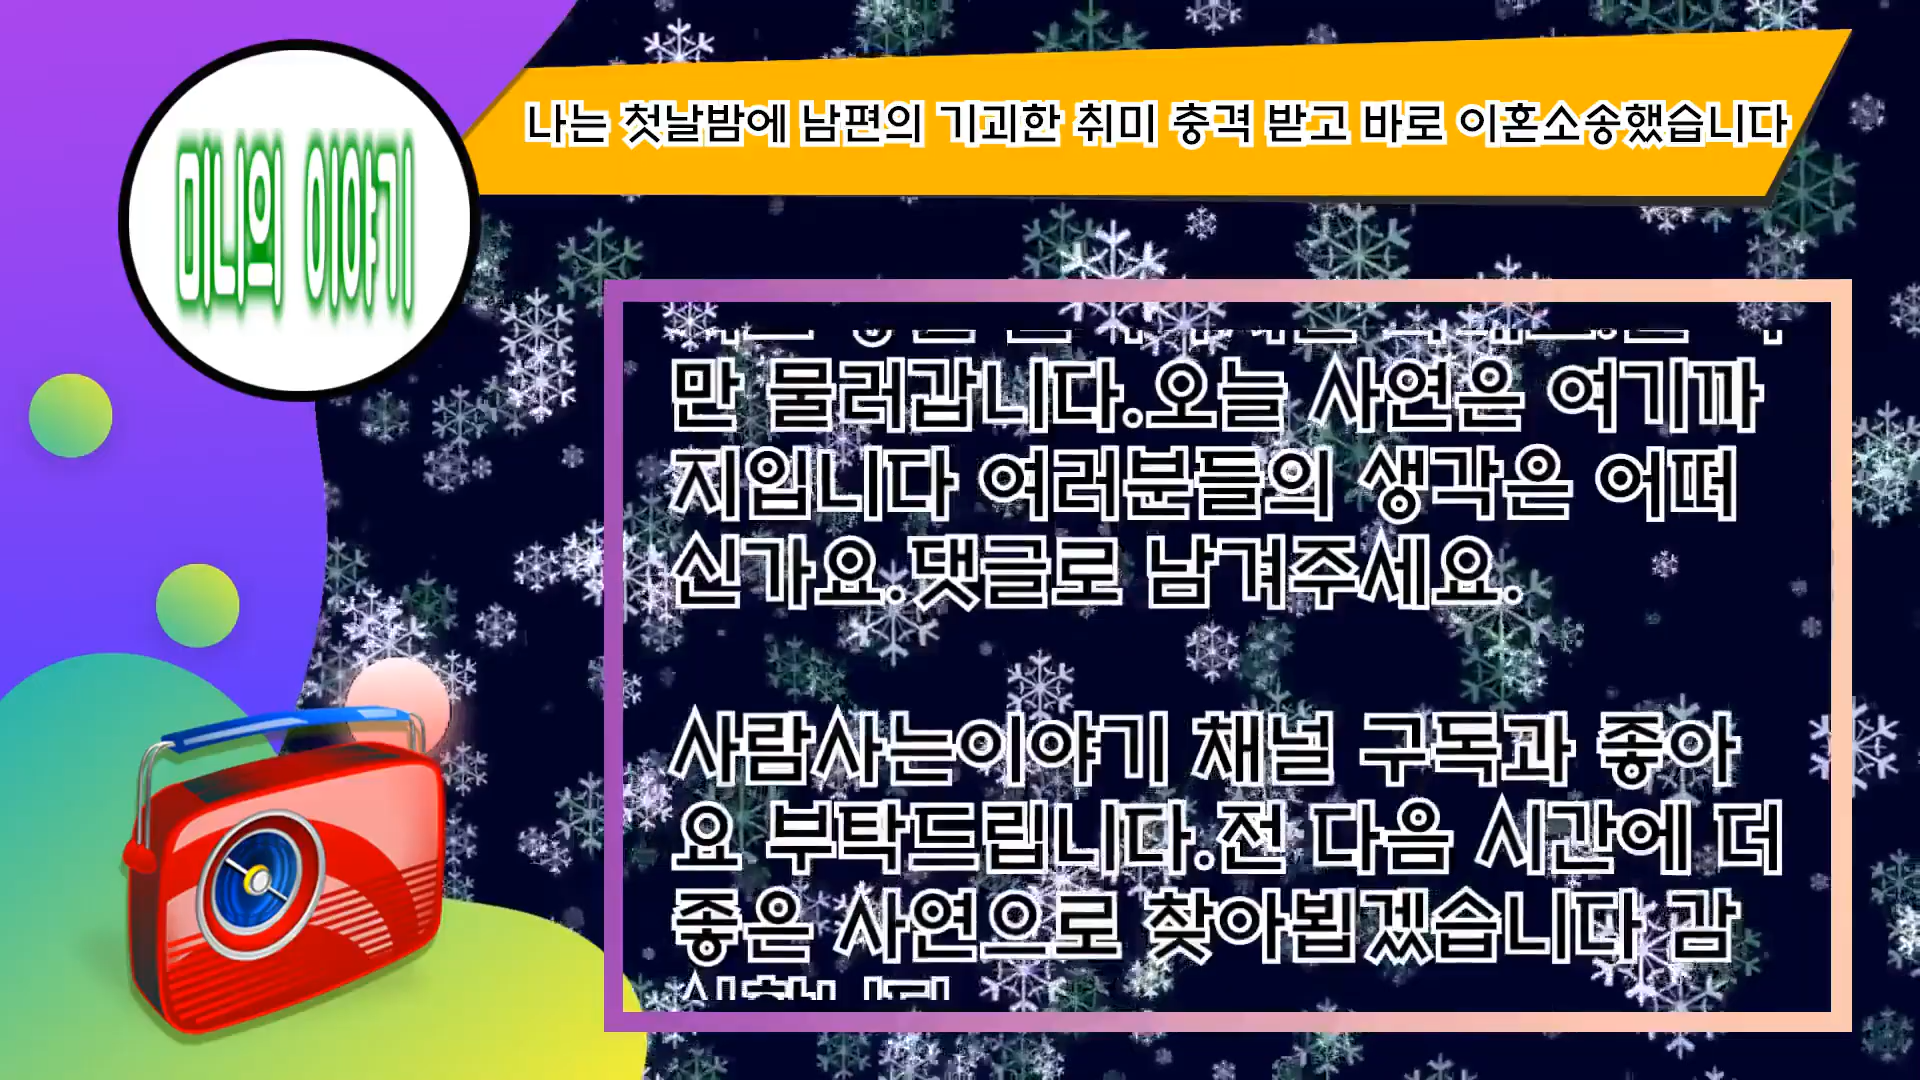 미니의 이야기
나는 첫날밤에 남편의 기괴한 취미 충격 받고 바로 이혼소송했습니다
만 물러갑니다.오늘 사연은 여기까
지입니다 여러분들의 생각은 어떠
신가요.댓글로 남겨주세요.
사람사는이야기 채널 구독과 좋아
요 부탁드립니다.전 다음 시간에 더
좋은 사연으로 찾아뵙겠습니다 감